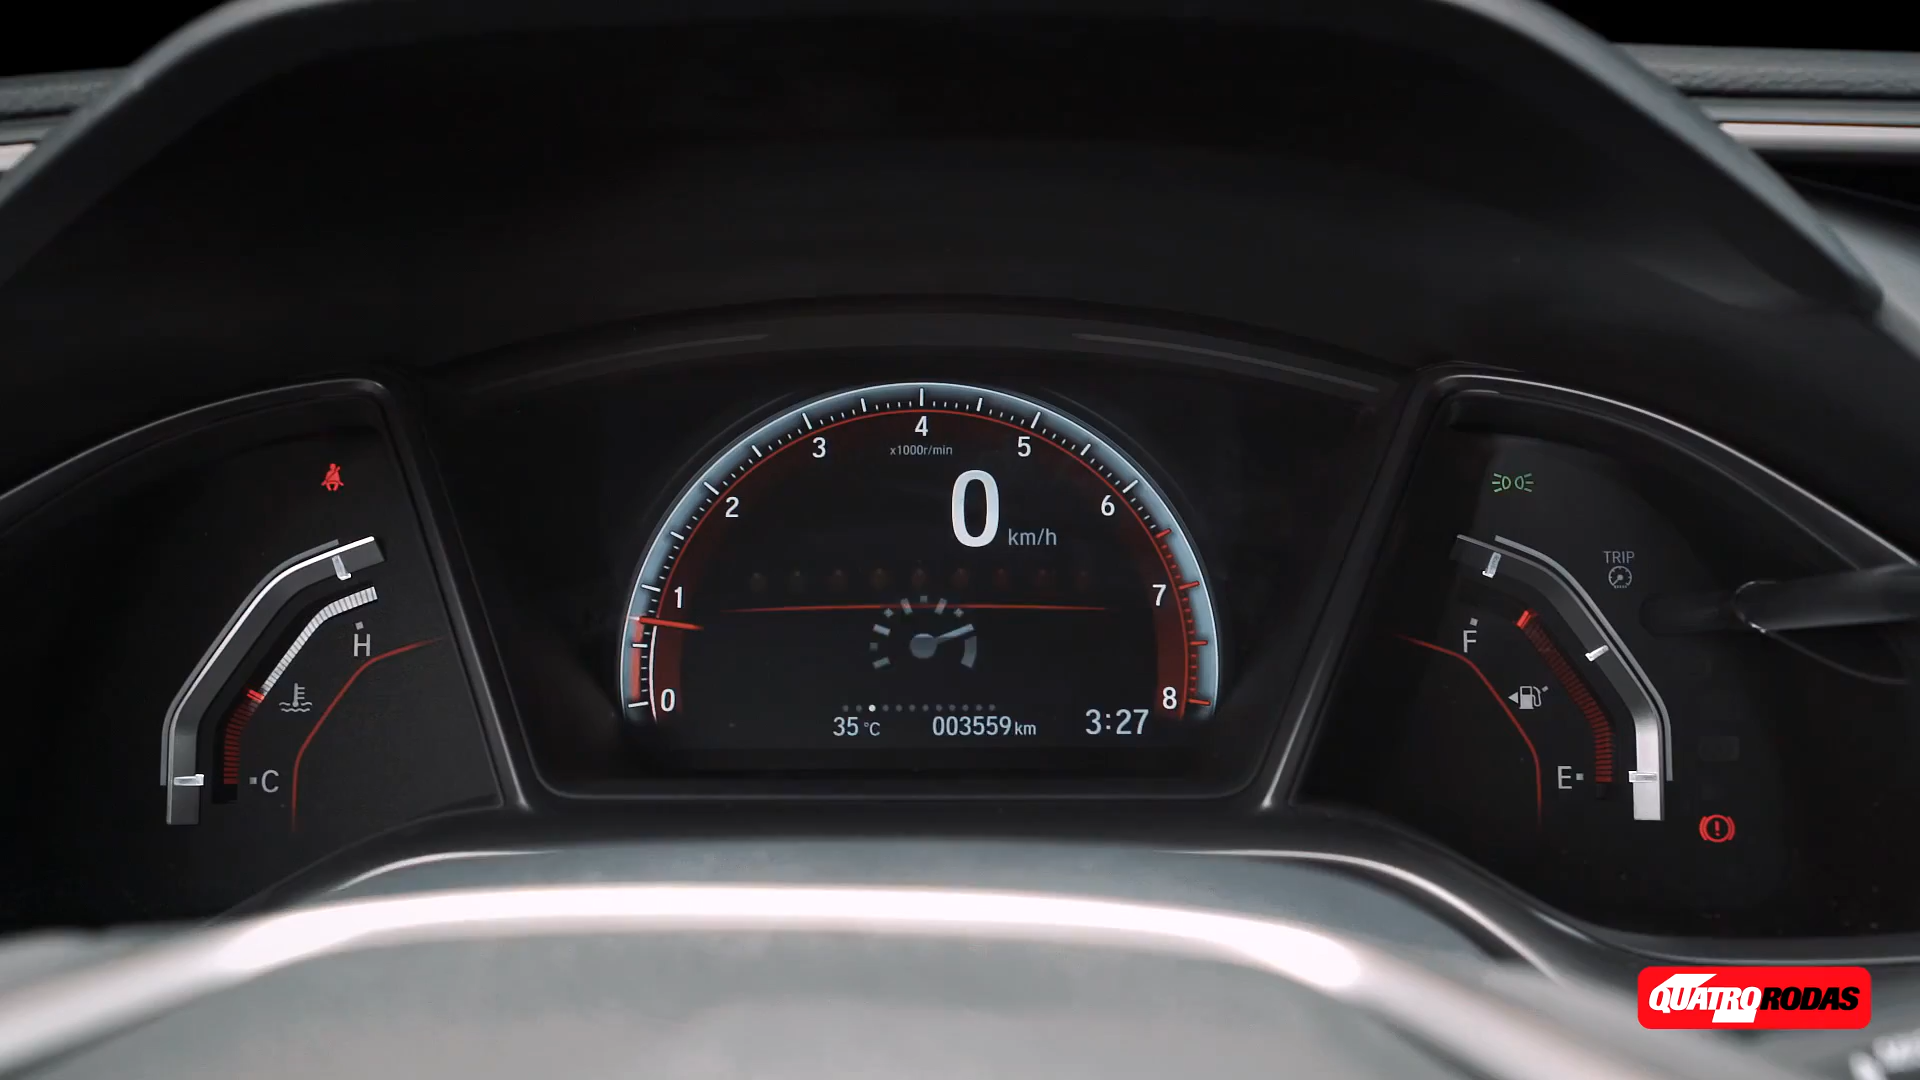 4
3
5
x1000r/min
2
6
0 km/h
1
7
0
8
35 °C
003559 km
3:27
H
C
TRIP
F
E
!
QUATRO RODAS